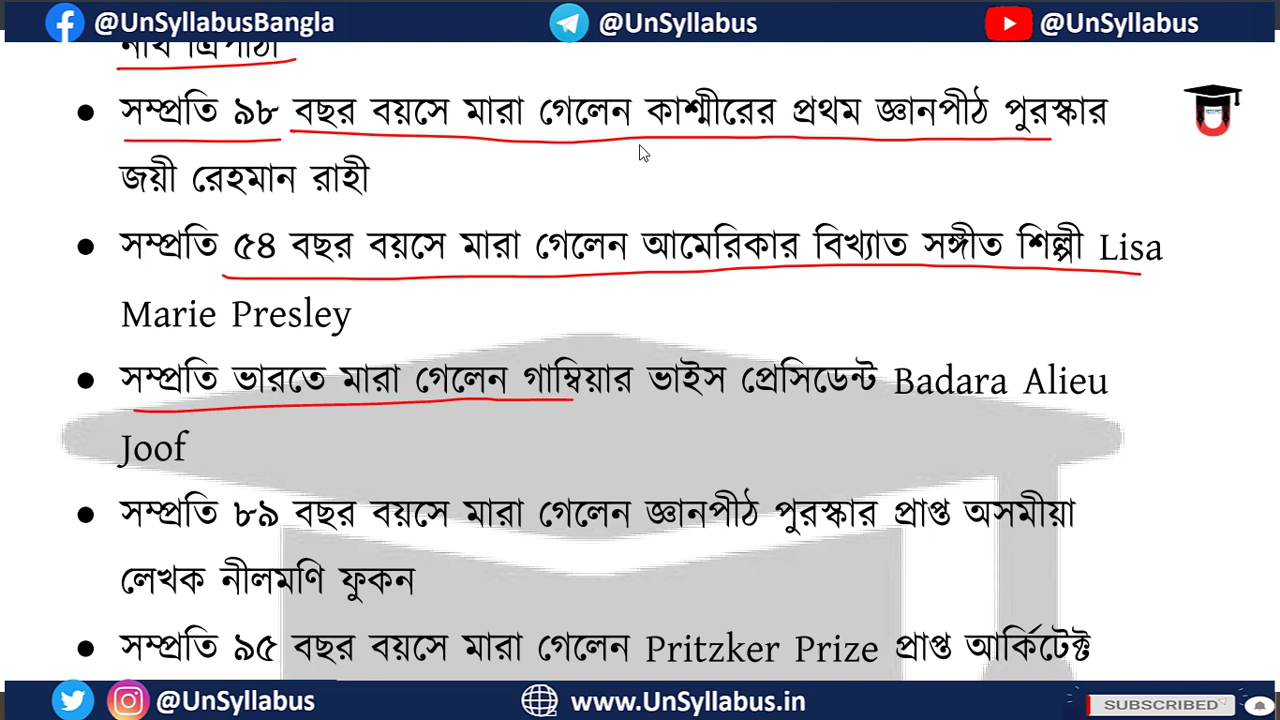 @UnSyllabusBangla @UnSyllabus @UnSyllabus
নাথ ত্রিপাঠী
● সম্প্রতি ৯৮ বছর বয়সে মারা গেলেন কাশ্মীরের প্রথম জ্ঞানপীঠ পুরস্কার
জয়ী রেহমান রাহী
● সম্প্রতি ৫৪ বছর বয়সে মারা গেলেন আমেরিকার বিখ্যাত সঙ্গীত শিল্পী Lisa
Marie Presley
● সম্প্রতি ভারতে মারা গেলেন গাম্বিয়ার ভাইস প্রেসিডেন্ট Badara Alieu
Joof
● সম্প্রতি ৮৯ বছর বয়সে মারা গেলেন জ্ঞানপীঠ পুরস্কার প্রাপ্ত অসমীয়া
লেখক নীলমণি ফুকন
● সম্প্রতি ৯৫ বছর বয়সে মারা গেলেন Pritzker Prize প্রাপ্ত আর্কিটেক্ট
@UnSyllabus www.UnSyllabus.in SUBSCRIBED